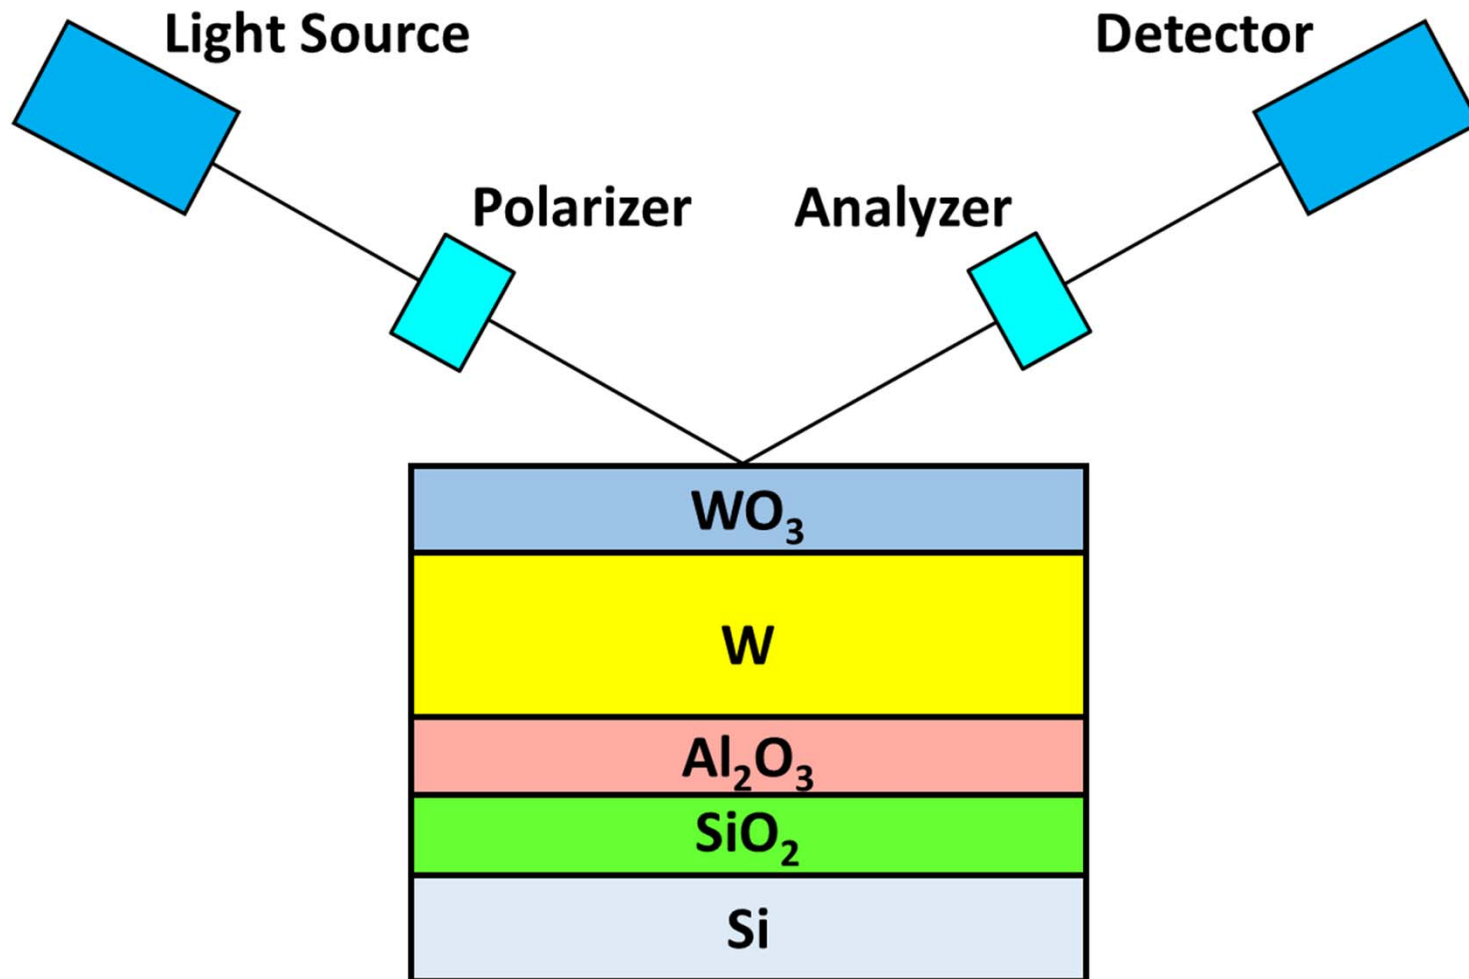 Light Source
Detector
Polarizer
Analyzer
WO₃
W
Al₂O₃
SiO₂
Si